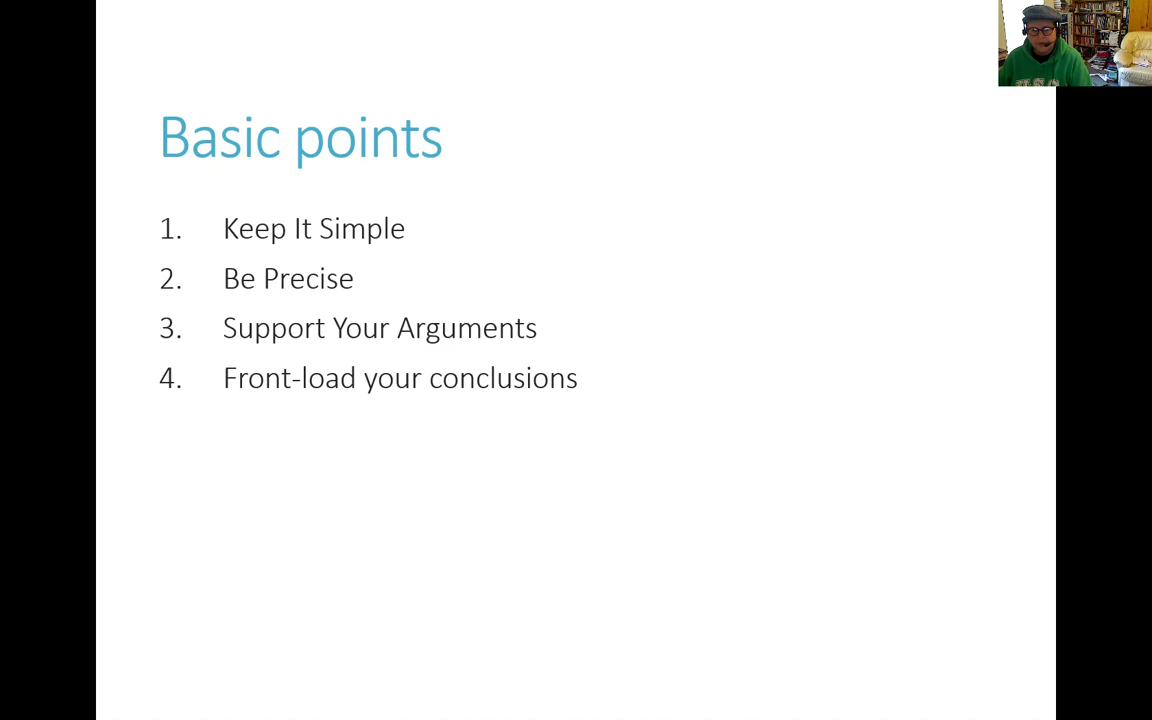 Basic points
1. Keep It Simple
2. Be Precise
3. Support Your Arguments
4. Front-load your conclusions